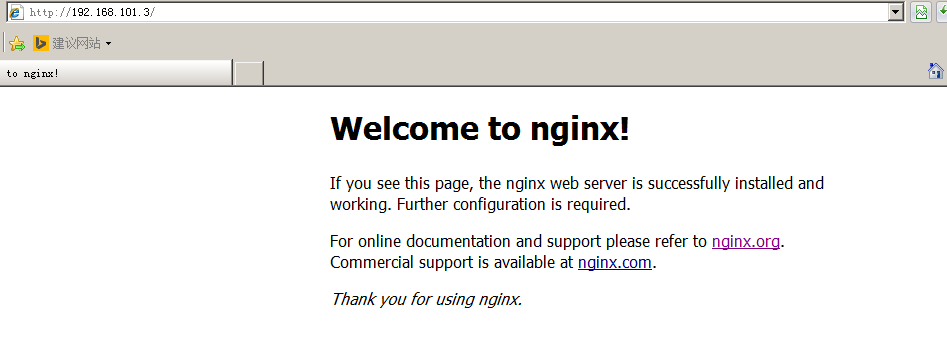 http://192.168.101.3/
建议网站
to nginx!
Welcome to nginx!
If you see this page, the nginx web server is successfully installed and
working. Further configuration is required.
For online documentation and support please refer to nginx.org.
Commercial support is available at nginx.com.
Thank you for using nginx.